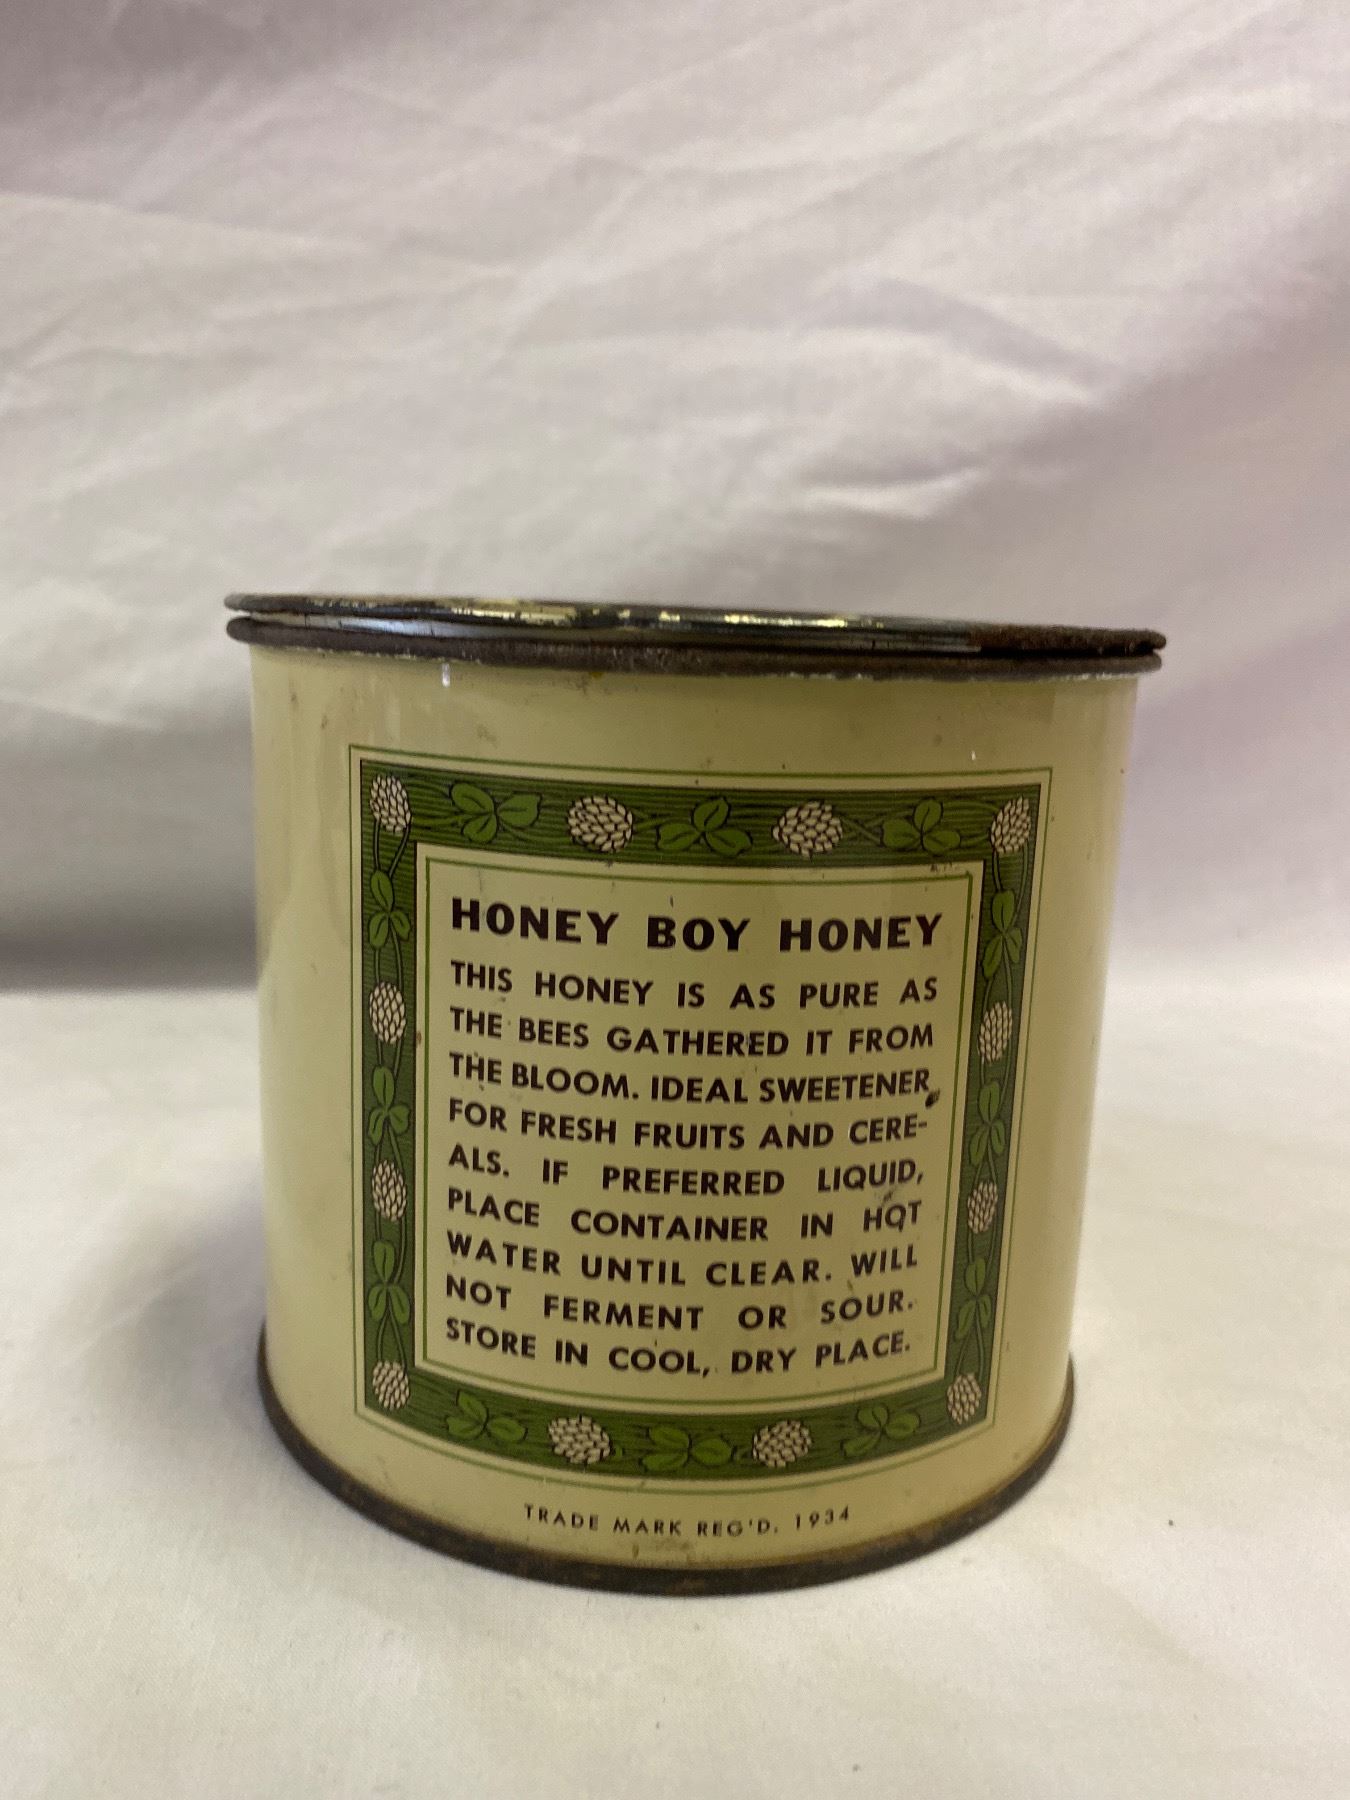 HONEY BOY HONEY
THIS HONEY IS AS PURE AS
THE BEES GATHERED IT FROM
THE BLOOM. IDEAL SWEETENER
FOR FRESH FRUITS AND CERE-
ALS. IF PREFERRED LIQUID,
PLACE CONTAINER IN HOT
WATER UNTIL CLEAR. WILL
NOT FERMENT OR SOUR.
STORE IN COOL, DRY PLACE.
TRADE MARK REG'D. 1934